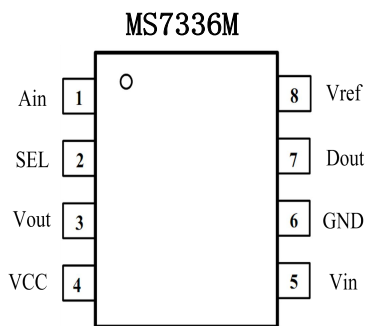 MS7336M
Ain 1 8 Vref
SEL 2 7 Dout
Vout 3 6 GND
VCC 4 5 Vin